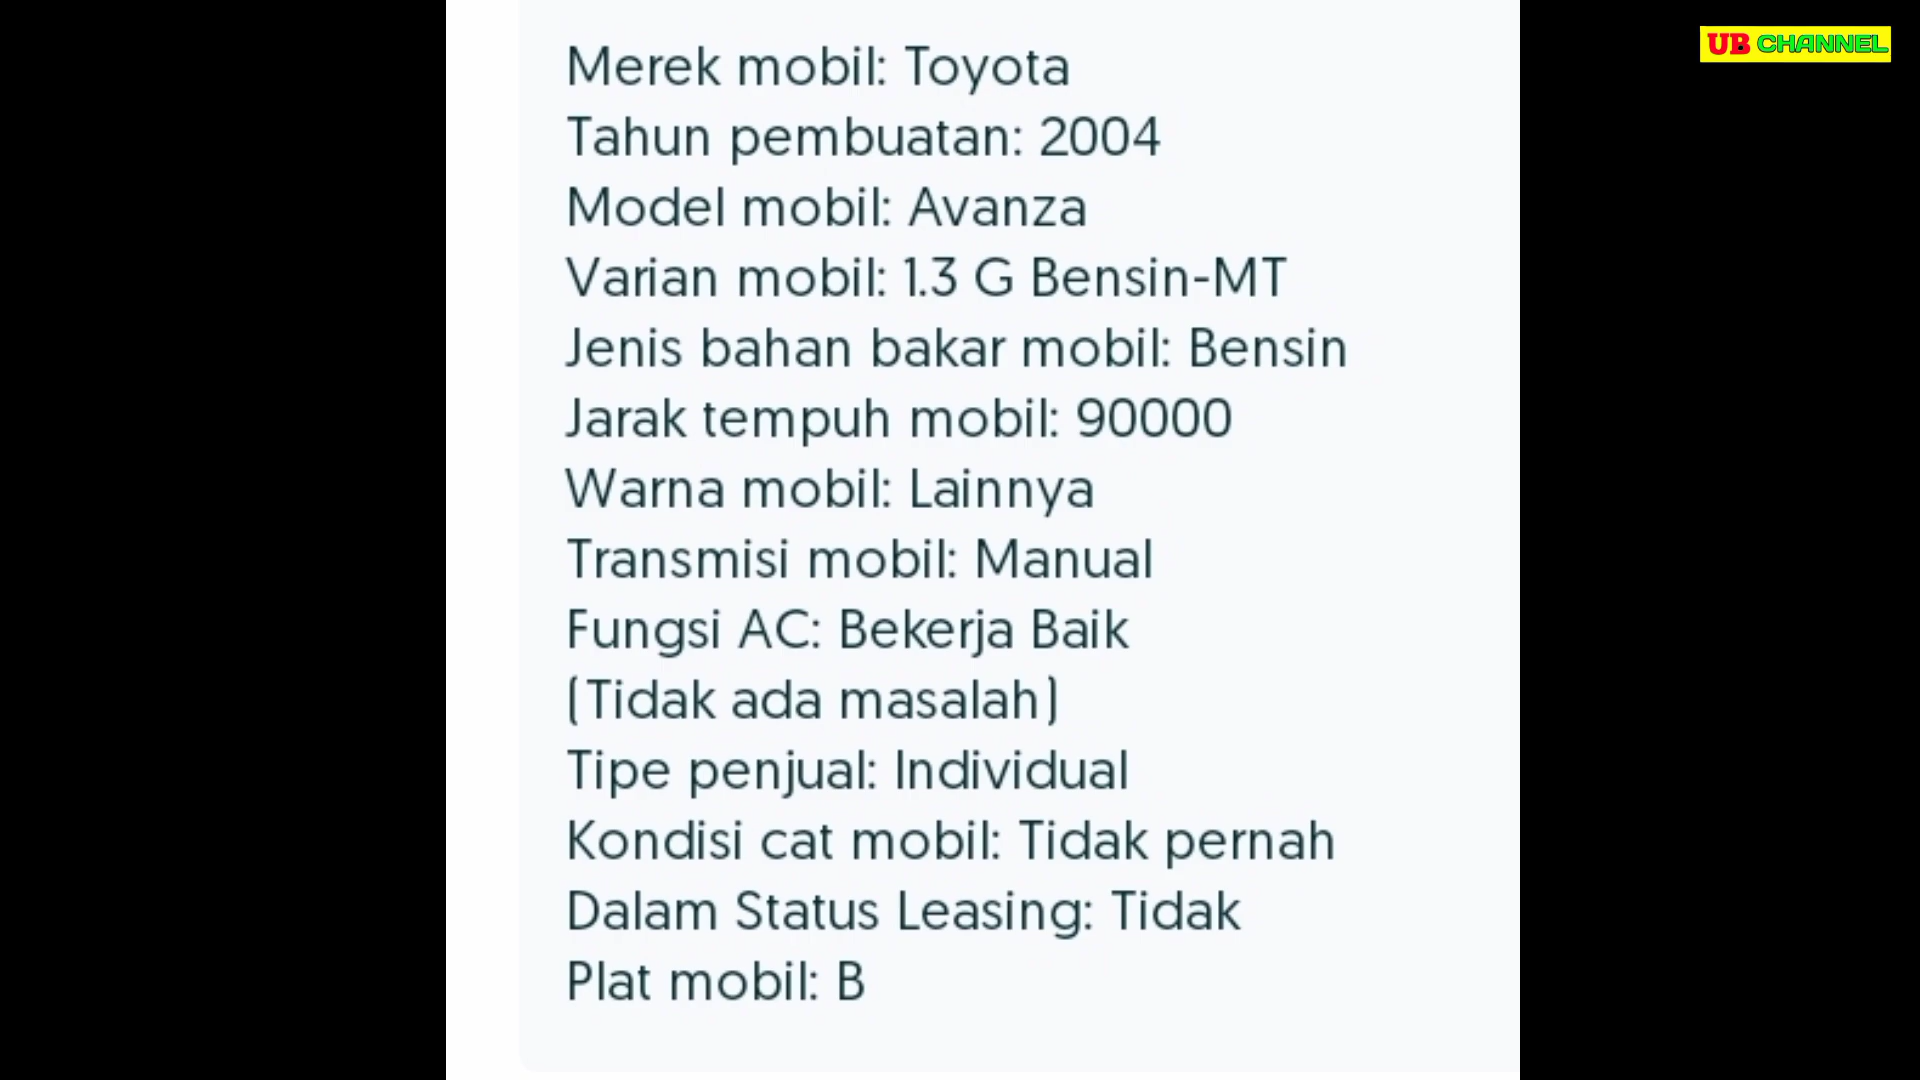 Merek mobil: Toyota
Tahun pembuatan: 2004
Model mobil: Avanza
Varian mobil: 1.3 G Bensin-MT
Jenis bahan bakar mobil: Bensin
Jarak tempuh mobil: 90000
Warna mobil: Lainnya
Transmisi mobil: Manual
Fungsi AC: Bekerja Baik
(Tidak ada masalah)
Tipe penjual: Individual
Kondisi cat mobil: Tidak pernah
Dalam Status Leasing: Tidak
Plat mobil: B
UB CHANNEL